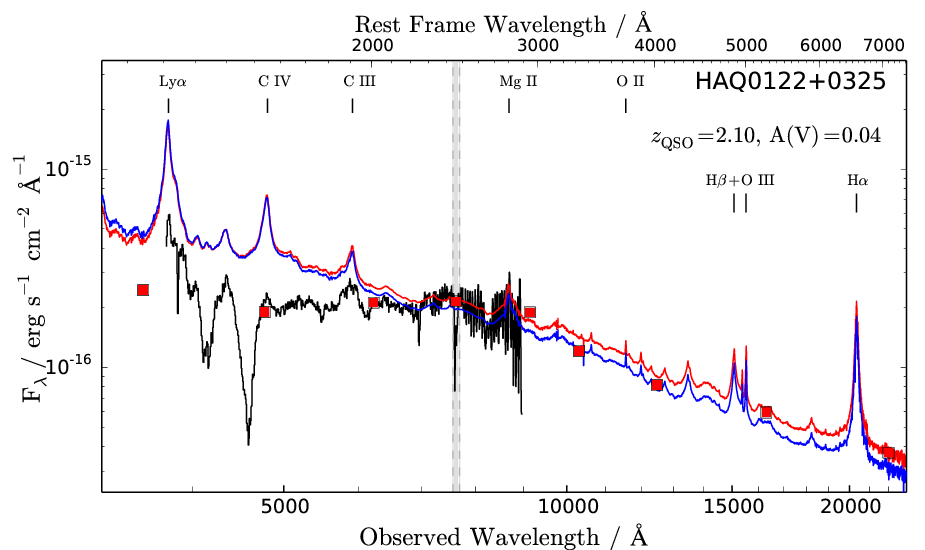 Rest Frame Wavelength / Å
2000 3000 4000 5000 6000 7000
Lyα C IV C III Mg II O II HAQ0122+0325
z_QSO=2.10, A(V)=0.04
Hβ+O III Hα
10⁻¹⁵
10⁻¹⁶
F_λ / erg s⁻¹ cm⁻² Å⁻¹
5000 10000 15000 20000
Observed Wavelength / Å